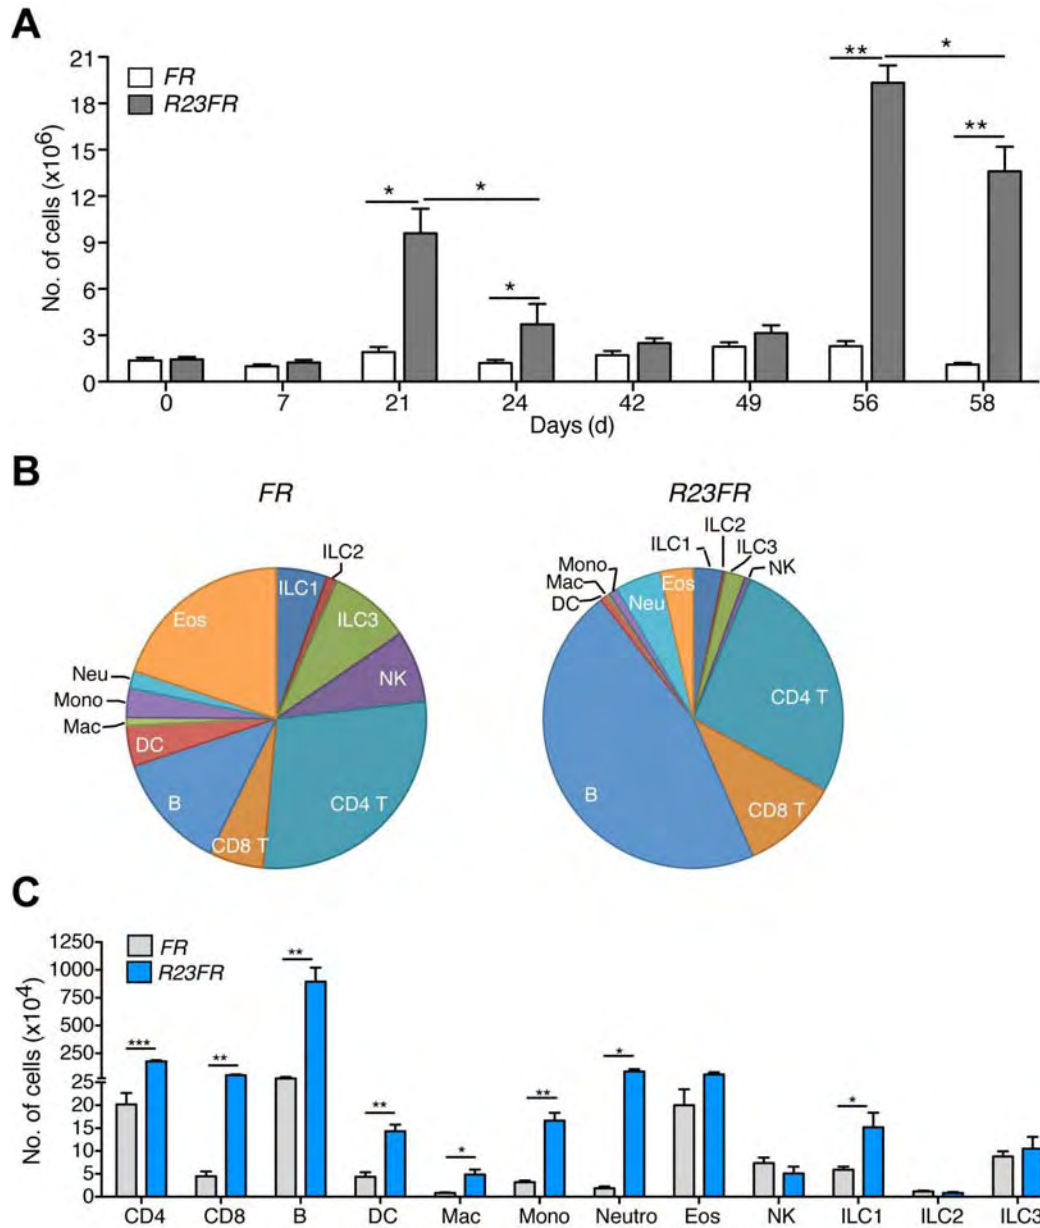 A
FR
R23FR
No. of cells (x10⁶)
21
18
15
12
9
6
3
0
* * * ** * **
0 7 21 24 42 49 56 58
Days (d)
B
FR
R23FR
ILC1
ILC2
ILC3
NK
CD4 T
CD8 T
B
DC
Mac
Mono
Neu
Eos
ILC1
ILC2
ILC3
NK
CD4 T
CD8 T
B
DC
Mac
Mono
Neu
Eos
C
FR
R23FR
No. of cells (x10⁴)
1250
1000
750
500
250
25
20
15
10
5
0
*** ** ** ** * ** * *
CD4 CD8 B DC Mac Mono Neutro Eos NK ILC1 ILC2 ILC3